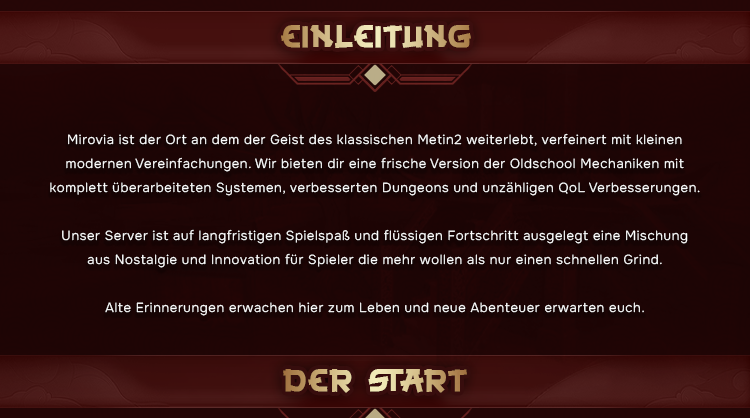 EINLEITUNG
Mirovia ist der Ort an dem der Geist des klassischen Metin2 weiterlebt, verfeinert mit kleinen
modernen Vereinfachungen. Wir bieten dir eine frische Version der Oldschool Mechaniken mit
komplett überarbeiteten Systemen, verbesserten Dungeons und unzähligen QoL Verbesserungen.
Unser Server ist auf langfristigen Spielspaß und flüssigen Fortschritt ausgelegt eine Mischung
aus Nostalgie und Innovation für Spieler die mehr wollen als nur einen schnellen Grind.
Alte Erinnerungen erwachen hier zum Leben und neue Abenteuer erwarten euch.
DER START